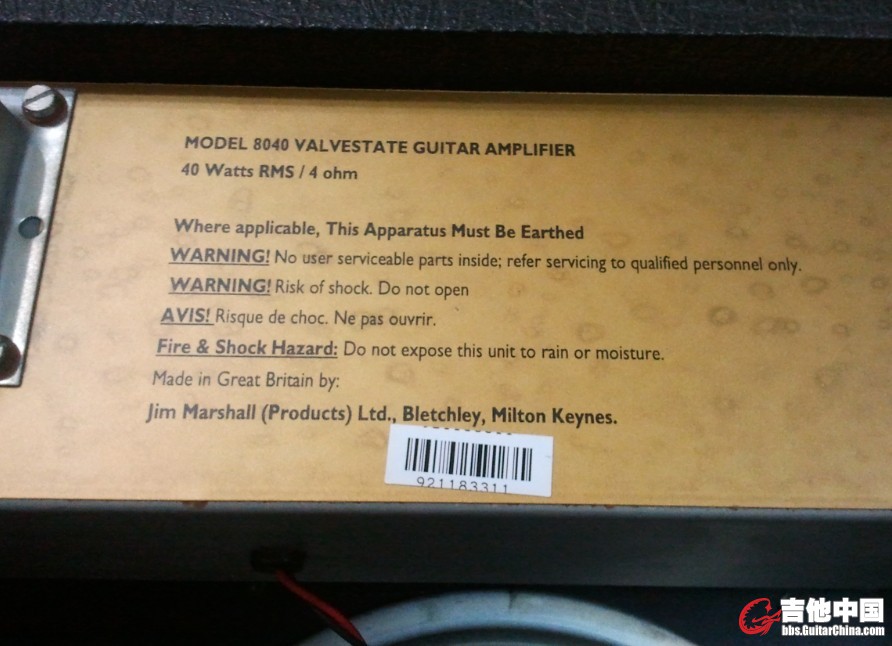 MODEL 8040 VALVESTATE GUITAR AMPLIFIER
40 Watts RMS / 4 ohm
Where applicable, This Apparatus Must Be Earthed
WARNING! No user serviceable parts inside; refer servicing to qualified personnel only.
WARNING! Risk of shock. Do not open
AVIS! Risque de choc. Ne pas ouvrir.
Fire & Shock Hazard: Do not expose this unit to rain or moisture.
Made in Great Britain by:
Jim Marshall (Products) Ltd., Bletchley, Milton Keynes.
921183311
吉他中国
bbs.GuitarChina.com